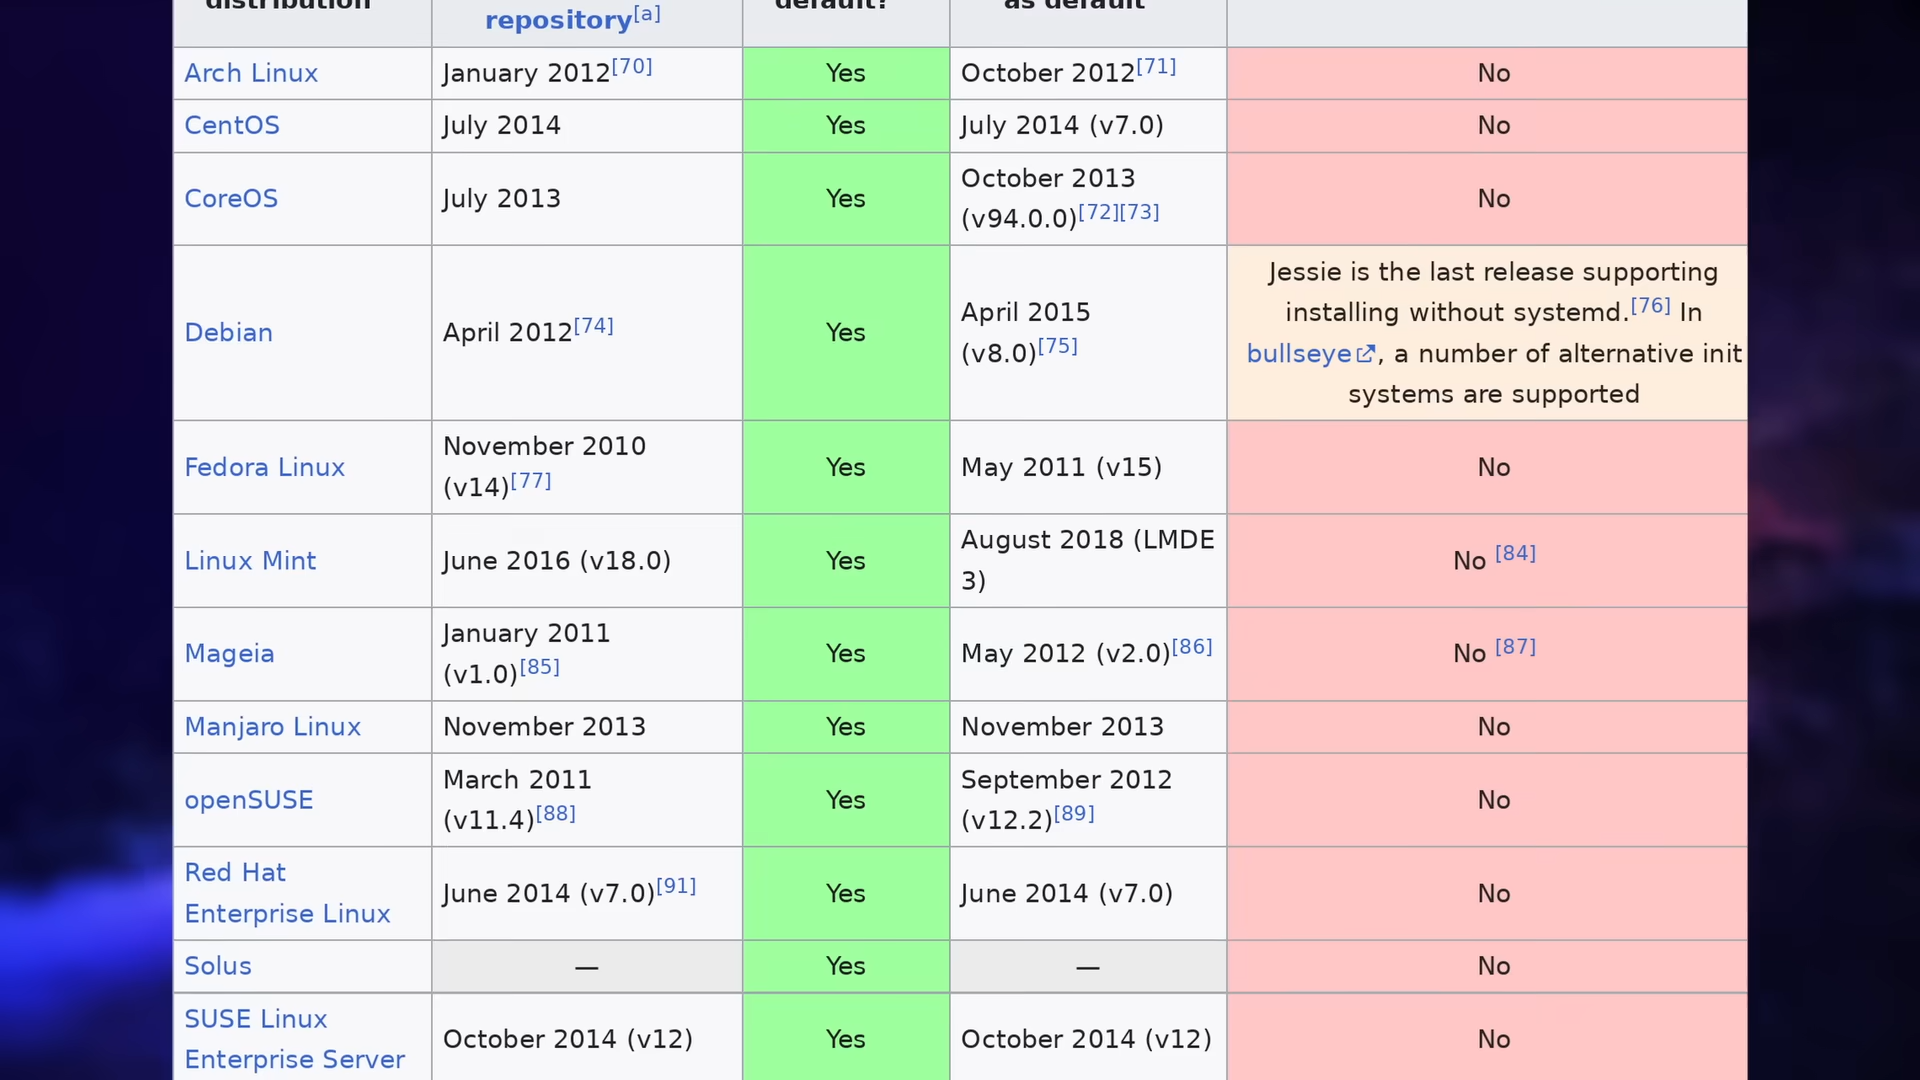 distribution
repository[a]
default?
as default
Arch Linux
January 2012[70]
Yes
October 2012[71]
No
CentOS
July 2014
Yes
July 2014 (v7.0)
No
CoreOS
July 2013
Yes
October 2013
(v94.0.0)[72][73]
No
Debian
April 2012[74]
Yes
April 2015
(v8.0)[75]
Jessie is the last release supporting
installing without systemd.[76] In
bullseye, a number of alternative init
systems are supported
Fedora Linux
November 2010
(v14)[77]
Yes
May 2011 (v15)
No
Linux Mint
June 2016 (v18.0)
Yes
August 2018 (LMDE
3)
No [84]
Mageia
January 2011
(v1.0)[85]
Yes
May 2012 (v2.0)[86]
No [87]
Manjaro Linux
November 2013
Yes
November 2013
No
openSUSE
March 2011
(v11.4)[88]
Yes
September 2012
(v12.2)[89]
No
Red Hat
Enterprise Linux
June 2014 (v7.0)[91]
Yes
June 2014 (v7.0)
No
Solus
—
Yes
—
No
SUSE Linux
Enterprise Server
October 2014 (v12)
Yes
October 2014 (v12)
No